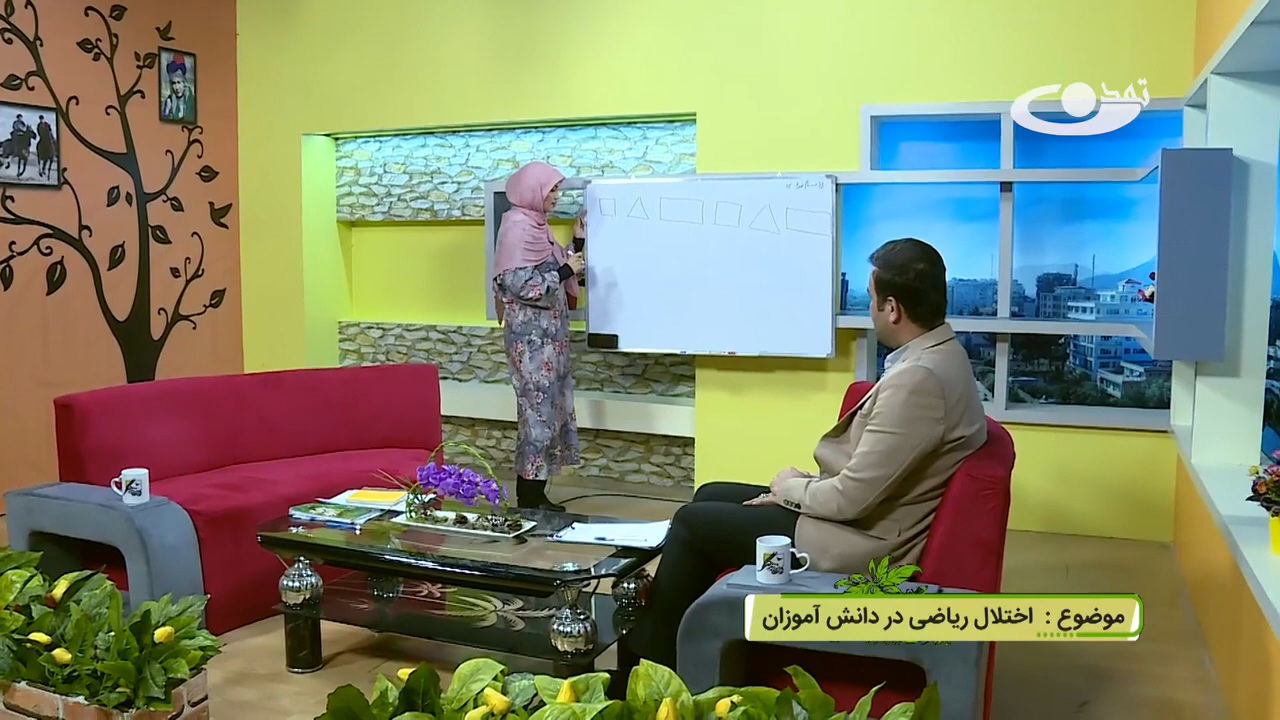 تمدن
موضوع : اختلال ریاضی در دانش آموزان